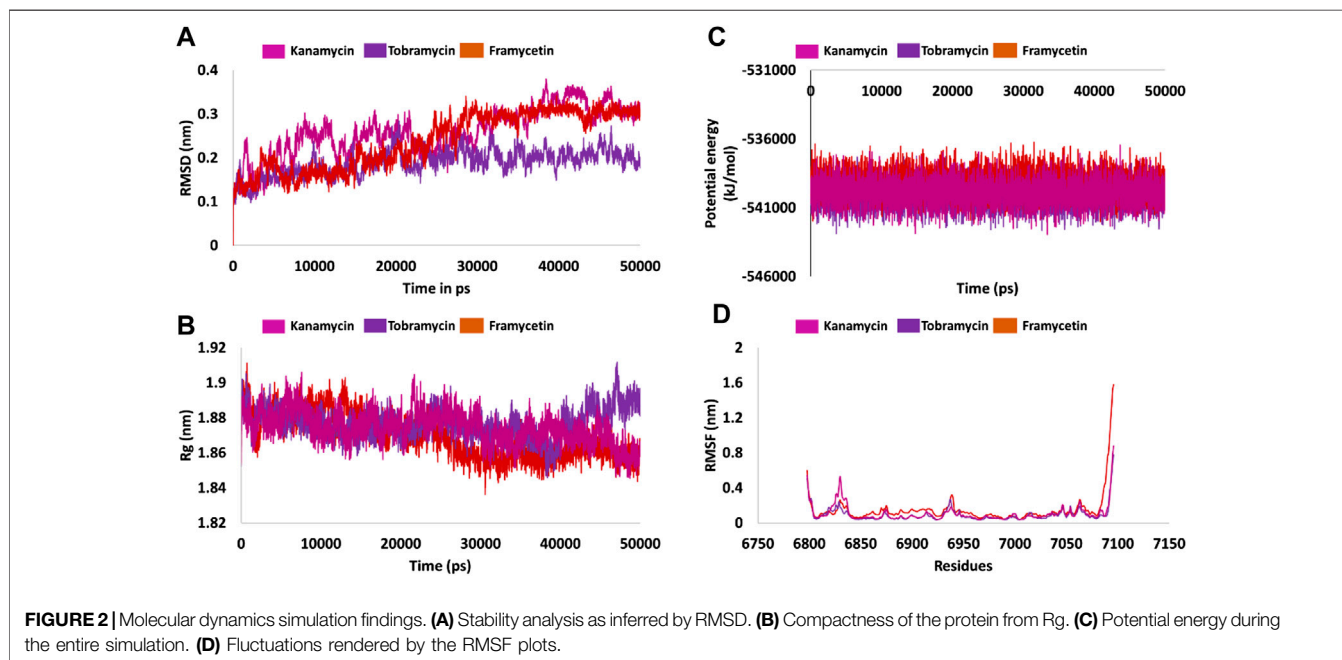 A
Kanamycin Tobramycin Framycetin
0.4
0.3
0.2
0.1
0
RMSD (nm)
0 10000 20000 30000 40000 50000
Time in ps
C
Kanamycin Tobramycin Framycetin
-531000
-536000
-541000
-546000
Potential energy
(kJ/mol)
0 10000 20000 30000 40000 50000
Time (ps)
B
Kanamycin Tobramycin Framycetin
1.92
1.9
1.88
1.86
1.84
1.82
Rg (nm)
0 10000 20000 30000 40000 50000
Time (ps)
D
Kanamycin Tobramycin Framycetin
2
1.6
1.2
0.8
0.4
0
RMSF (nm)
6750 6800 6850 6900 6950 7000 7050 7100 7150
Residues
FIGURE 2 | Molecular dynamics simulation findings. (A) Stability analysis as inferred by RMSD. (B) Compactness of the protein from Rg. (C) Potential energy during
the entire simulation. (D) Fluctuations rendered by the RMSF plots.